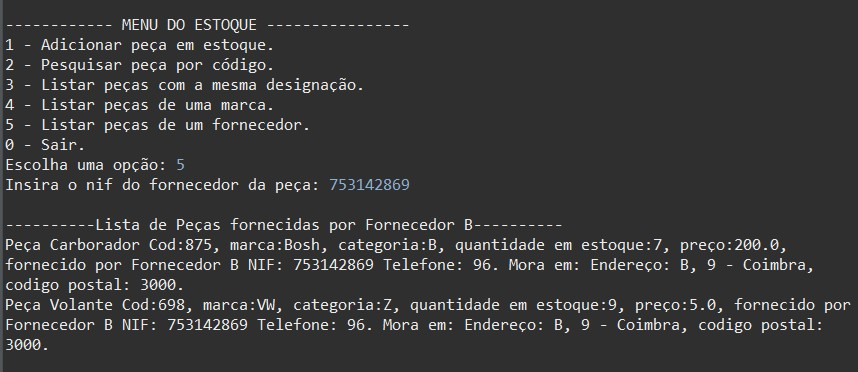 ------------ MENU DO ESTOQUE ----------------
1 - Adicionar peça em estoque.
2 - Pesquisar peça por código.
3 - Listar peças com a mesma designação.
4 - Listar peças de uma marca.
5 - Listar peças de um fornecedor.
0 - Sair.
Escolha uma opção: 5
Insira o nif do fornecedor da peça: 753142869
----------Lista de Peças fornecidas por Fornecedor B----------
Peça Carborador Cod:875, marca:Bosh, categoria:B, quantidade em estoque:7, preço:200.0,
fornecido por Fornecedor B NIF: 753142869 Telefone: 96. Mora em: Endereço: B, 9 - Coimbra,
codigo postal: 3000.
Peça Volante Cod:698, marca:VW, categoria:Z, quantidade em estoque:9, preço:5.0, fornecido por
Fornecedor B NIF: 753142869 Telefone: 96. Mora em: Endereço: B, 9 - Coimbra, codigo postal:
3000.